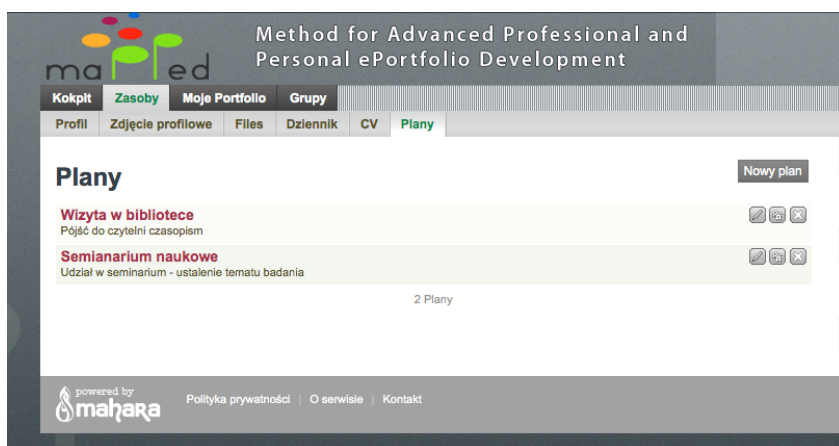 mapped
Method for Advanced Professional and
Personal ePortfolio Development
Kokpit Zasoby Moje Portfolio Grupy
Profil Zdjęcie profilowe Files Dziennik CV Plany
Plany
Nowy plan
Wizyta w bibliotece
Pójść do czytelni czasopism
Semianarium naukowe
Udział w seminarium - ustalenie tematu badania
2 Plany
powered by
mahara
Polityka prywatności | O serwisie | Kontakt